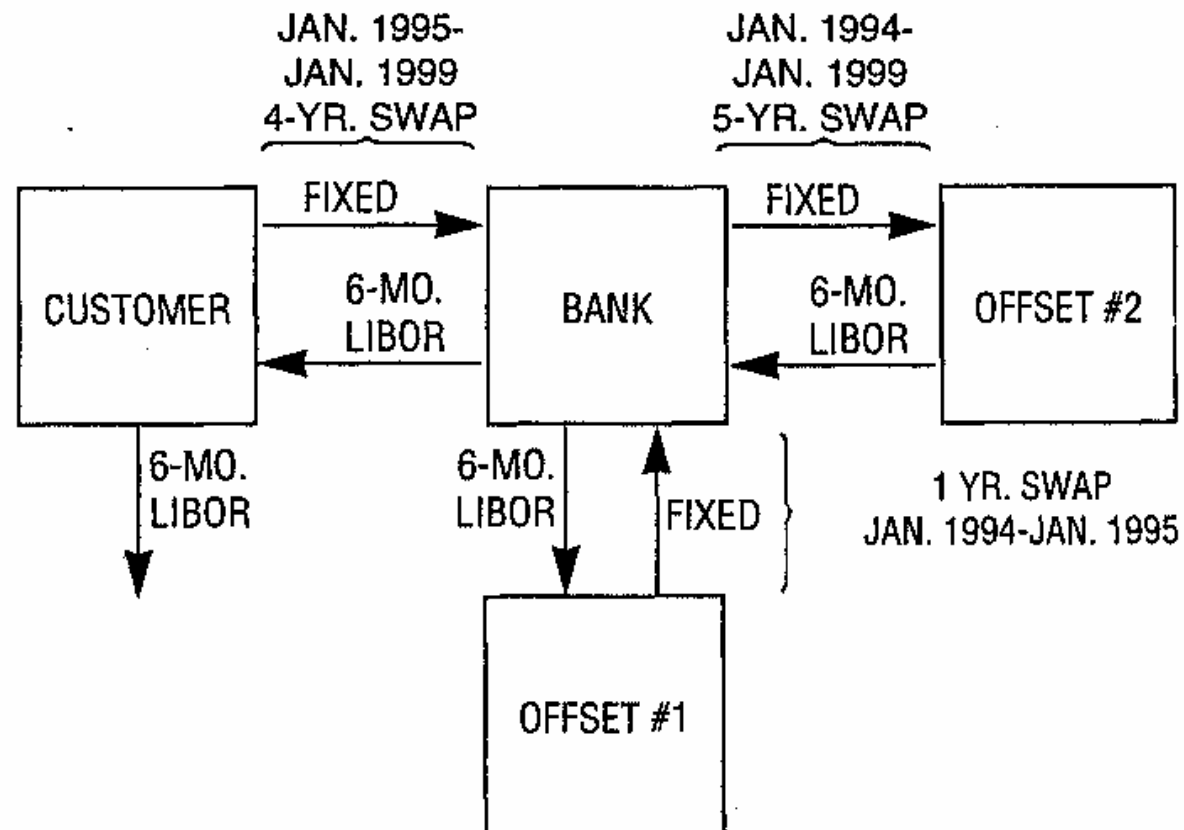 JAN. 1995-
JAN. 1999
4-YR. SWAP
JAN. 1994-
JAN. 1999
5-YR. SWAP
FIXED
FIXED
CUSTOMER
6-MO.
LIBOR
BANK
6-MO.
LIBOR
OFFSET #2
6-MO.
LIBOR
6-MO.
LIBOR
FIXED
1 YR. SWAP
JAN. 1994-JAN. 1995
OFFSET #1